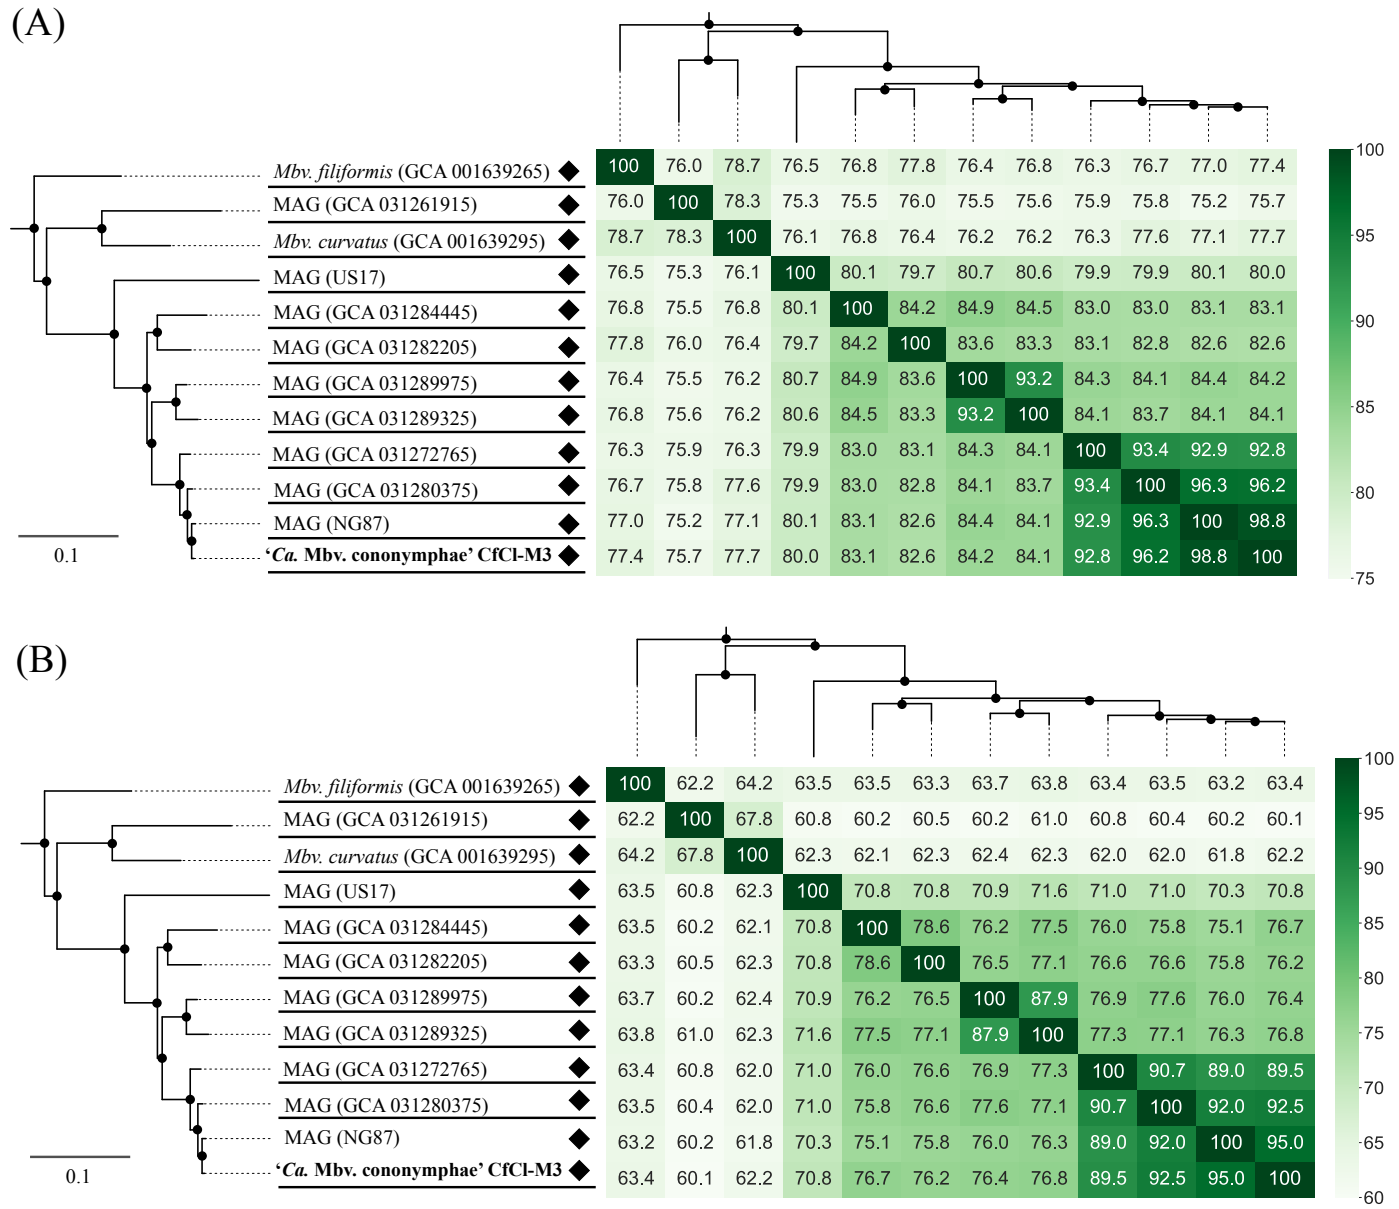 (A)
Mbv. filiformis (GCA 001639265) 100 76.0 78.7 76.5 76.8 77.8 76.4 76.8 76.3 76.7 77.0 77.4
MAG (GCA 031261915) 76.0 100 78.3 75.3 75.5 76.0 75.5 75.6 75.9 75.8 75.2 75.7
Mbv. curvatus (GCA 001639295) 78.7 78.3 100 76.1 76.8 76.4 76.2 76.2 76.3 77.6 77.1 77.7
MAG (US17) 76.5 75.3 76.1 100 80.1 79.7 80.7 80.6 79.9 79.9 80.1 80.0
MAG (GCA 031284445) 76.8 75.5 76.8 80.1 100 84.2 84.9 84.5 83.0 83.0 83.1 83.1
MAG (GCA 031282205) 77.8 76.0 76.4 79.7 84.2 100 83.6 83.3 83.1 82.8 82.6 82.6
MAG (GCA 031289975) 76.4 75.5 76.2 80.7 84.9 83.6 100 93.2 84.3 84.1 84.4 84.2
MAG (GCA 031289325) 76.8 75.6 76.2 80.6 84.5 83.3 93.2 100 84.1 83.7 84.1 84.1
MAG (GCA 031272765) 76.3 75.9 76.3 79.9 83.0 83.1 84.3 84.1 100 93.4 92.9 92.8
MAG (GCA 031280375) 76.7 75.8 77.6 79.9 83.0 82.8 84.1 83.7 93.4 100 96.3 96.2
MAG (NG87) 77.0 75.2 77.1 80.1 83.1 82.6 84.4 84.1 92.9 96.3 100 98.8
‘Ca. Mbv. cononymphae’ CfCl-M3 77.4 75.7 77.7 80.0 83.1 82.6 84.2 84.1 92.8 96.2 98.8 100
0.1
100
95
90
85
80
75
(B)
Mbv. filiformis (GCA 001639265) 100 62.2 64.2 63.5 63.5 63.3 63.7 63.8 63.4 63.5 63.2 63.4
MAG (GCA 031261915) 62.2 100 67.8 60.8 60.2 60.5 60.2 61.0 60.8 60.4 60.2 60.1
Mbv. curvatus (GCA 001639295) 64.2 67.8 100 62.3 62.1 62.3 62.4 62.3 62.0 62.0 61.8 62.2
MAG (US17) 63.5 60.8 62.3 100 70.8 70.8 70.9 71.6 71.0 71.0 70.3 70.8
MAG (GCA 031284445) 63.5 60.2 62.1 70.8 100 78.6 76.2 77.5 76.0 75.8 75.1 76.7
MAG (GCA 031282205) 63.3 60.5 62.3 70.8 78.6 100 76.5 77.1 76.6 76.6 75.8 76.2
MAG (GCA 031289975) 63.7 60.2 62.4 70.9 76.2 76.5 100 87.9 76.9 77.6 76.0 76.4
MAG (GCA 031289325) 63.8 61.0 62.3 71.6 77.5 77.1 87.9 100 77.3 77.1 76.3 76.8
MAG (GCA 031272765) 63.4 60.8 62.0 71.0 76.0 76.6 76.9 77.3 100 90.7 89.0 89.5
MAG (GCA 031280375) 63.5 60.4 62.0 71.0 75.8 76.6 77.6 77.1 90.7 100 92.0 92.5
MAG (NG87) 63.2 60.2 61.8 70.3 75.1 75.8 76.0 76.3 89.0 92.0 100 95.0
‘Ca. Mbv. cononymphae’ CfCl-M3 63.4 60.1 62.2 70.8 76.7 76.2 76.4 76.8 89.5 92.5 95.0 100
0.1
100
95
90
85
80
75
70
65
60